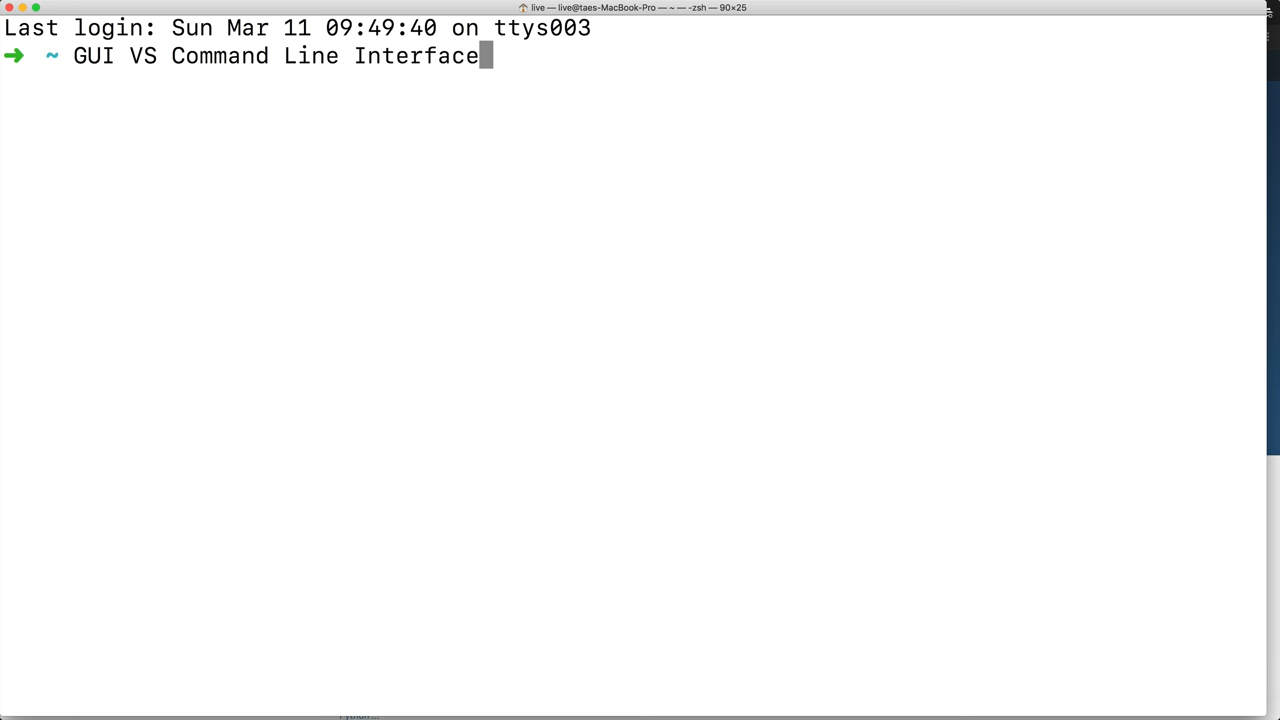 live — live@taes-MacBook-Pro — ~ — -zsh — 90×25
Last login: Sun Mar 11 09:49:40 on ttys003
➜ ~ GUI VS Command Line Interface